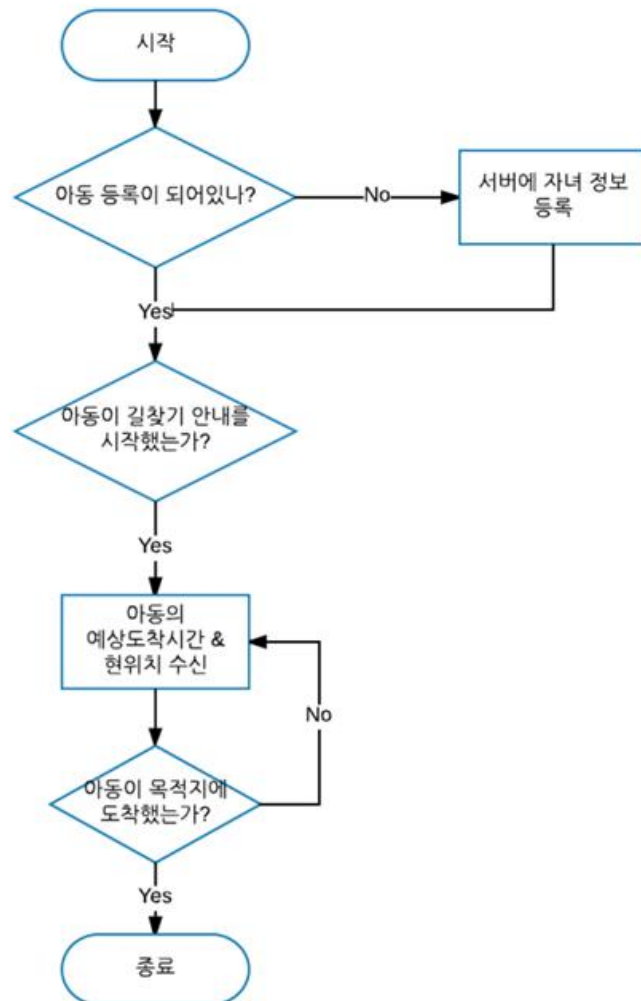 시작
아동 등록이 되어있나?
No
서버에 자녀 정보
등록
Yes
아동이 길찾기 안내를
시작했는가?
Yes
아동의
예상도착시간 &
현위치 수신
No
아동이 목적지에
도착했는가?
Yes
종료